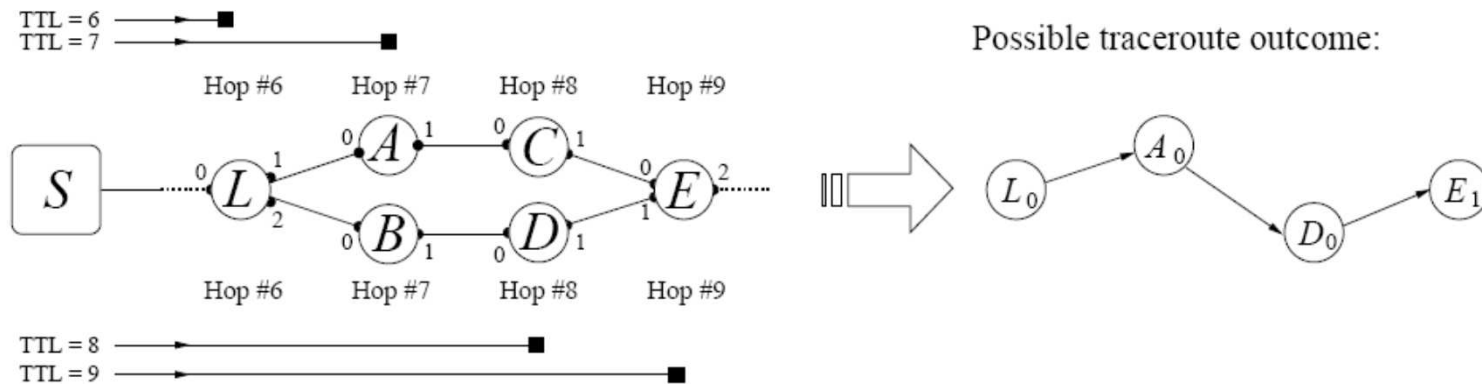 TTL = 6
TTL = 7
Possible traceroute outcome:
Hop #6 Hop #7 Hop #8 Hop #9
0 A 1 0 C 1
S 0 L 1 2 0 E 2 1
0 B 1 0 D 1
L0 A0 D0 E1
Hop #6 Hop #7 Hop #8 Hop #9
TTL = 8
TTL = 9